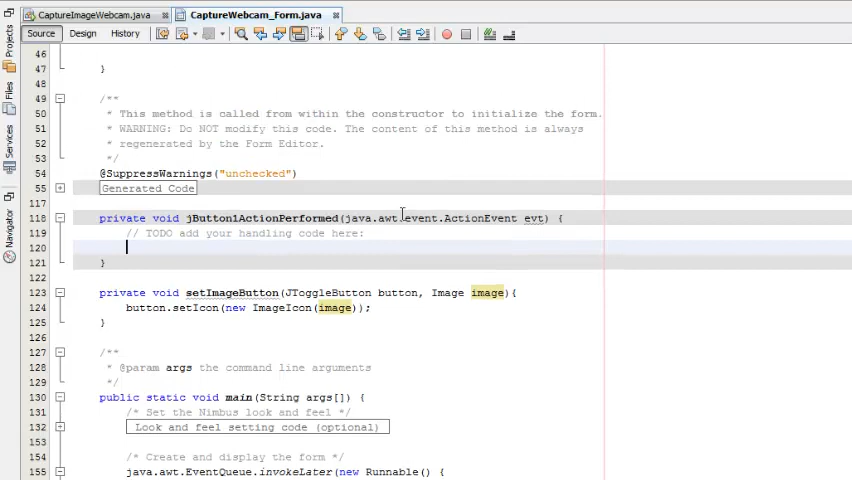 CaptureImageWebcam.java
CaptureWebcam_Form.java
Source Design History
Projects
Files
Services
Navigator
46
47 }
48
49 /**
50 * This method is called from within the constructor to initialize the form.
51 * WARNING: Do NOT modify this code. The content of this method is always
52 * regenerated by the Form Editor.
53 */
54 @SuppressWarnings("unchecked")
55 Generated Code
117
118 private void jButton1ActionPerformed(java.awt.event.ActionEvent evt) {
119 // TODO add your handling code here:
120
121 }
122
123 private void setImageButton(JToggleButton button, Image image){
124 button.setIcon(new ImageIcon(image));
125 }
126
127 /**
128 * @param args the command line arguments
129 */
130 public static void main(String args[]) {
131 /* Set the Nimbus look and feel */
132 Look and feel setting code (optional)
153
154 /* Create and display the form */
155 java.awt.EventQueue.invokeLater(new Runnable() {